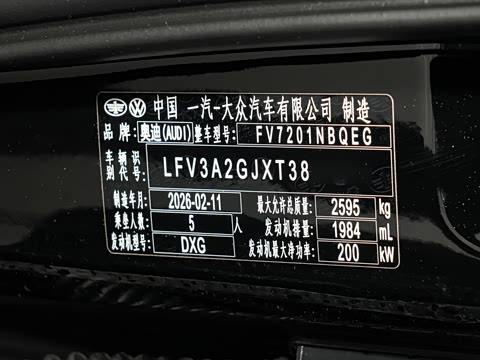 中国 一汽-大众汽车有限公司 制造
品牌 奥迪(AUDI) 整车型号: FV7201NBQEG
车辆识别代号: LFV3A2GJXT38
制造年月: 2026-02-11 最大允许总质量: 2595 kg
乘坐人数: 5 人 发动机排量: 1984 mL
发动机型号: DXG 发动机最大净功率: 200 kW